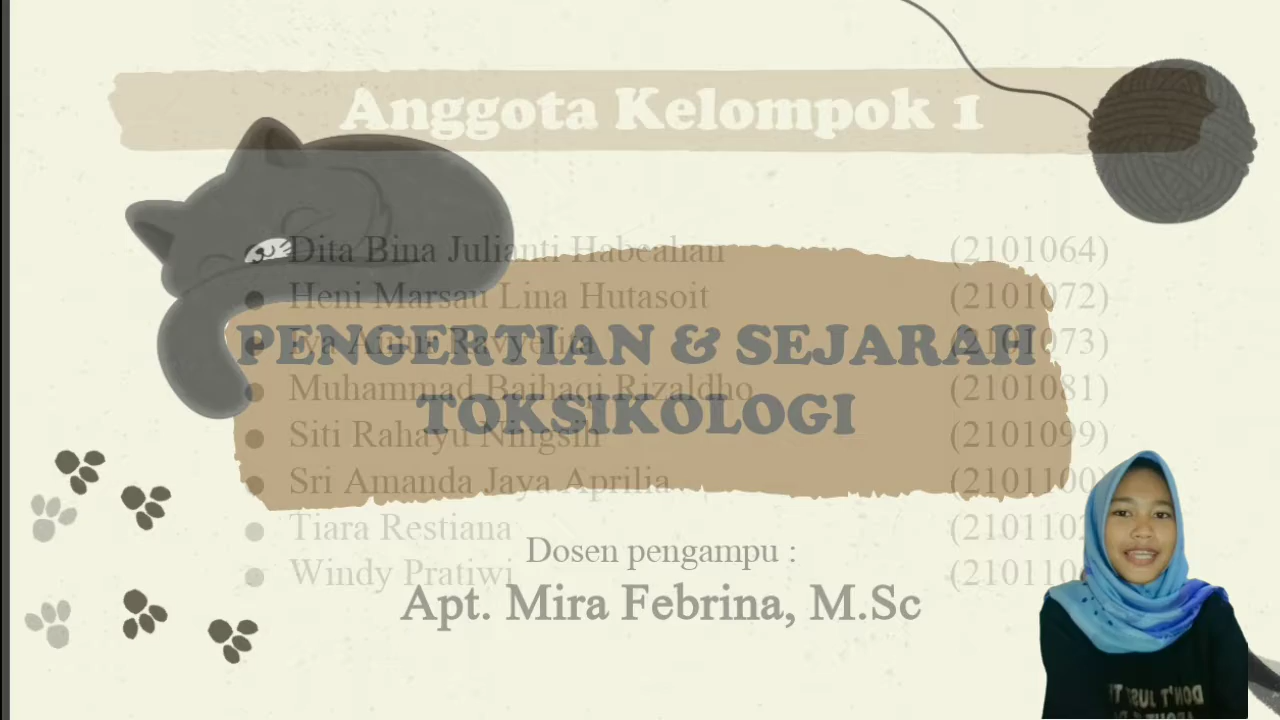 Anggota Kelompok 1
Dita Bina Julianti Habeahan (2101064)
Heni Marsau Lina Hutasoit (2101072)
PENGERTIAN & SEJARAH
Muhammad Baihaqi Rizaldho (2101081)
TOKSIKOLOGI
Siti Rahayu Ningsih (2101099)
Sri Amanda Jaya Aprilia
Tiara Restiana
Dosen pengampu :
Windy Pratiwi
Apt. Mira Febrina, M.Sc
DON'T JUST